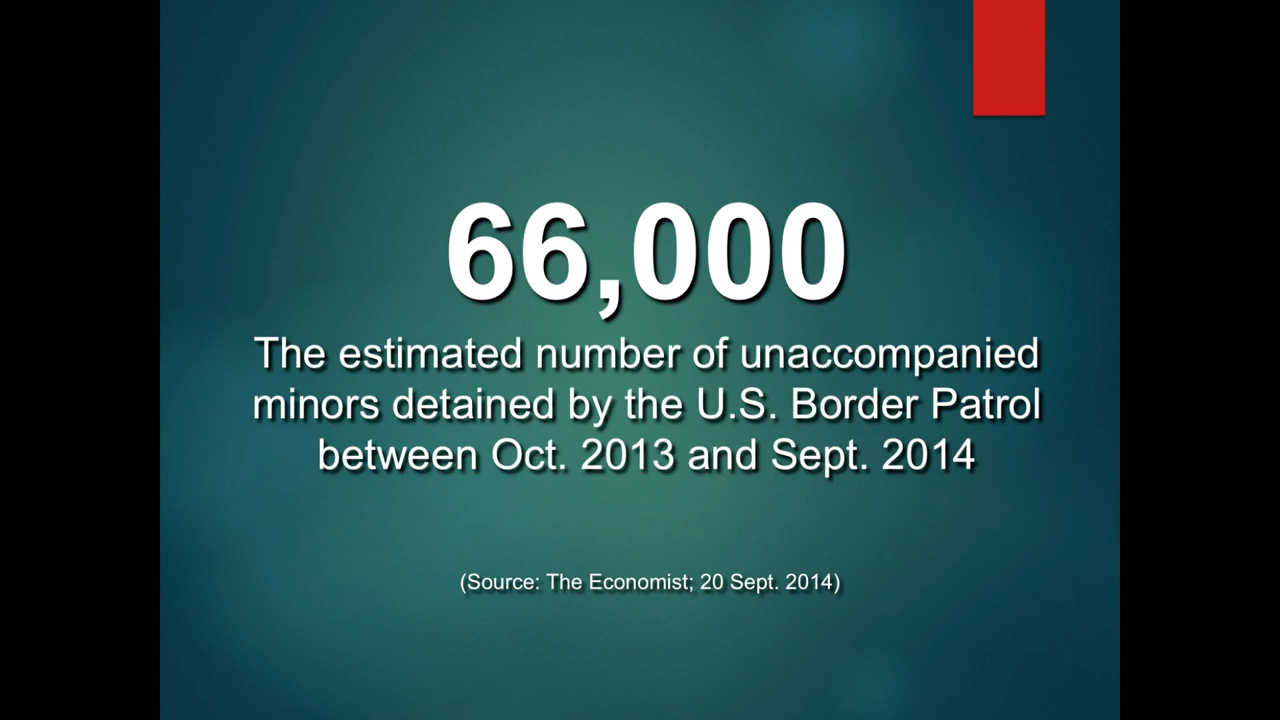 66,000
The estimated number of unaccompanied
minors detained by the U.S. Border Patrol
between Oct. 2013 and Sept. 2014
(Source: The Economist; 20 Sept. 2014)